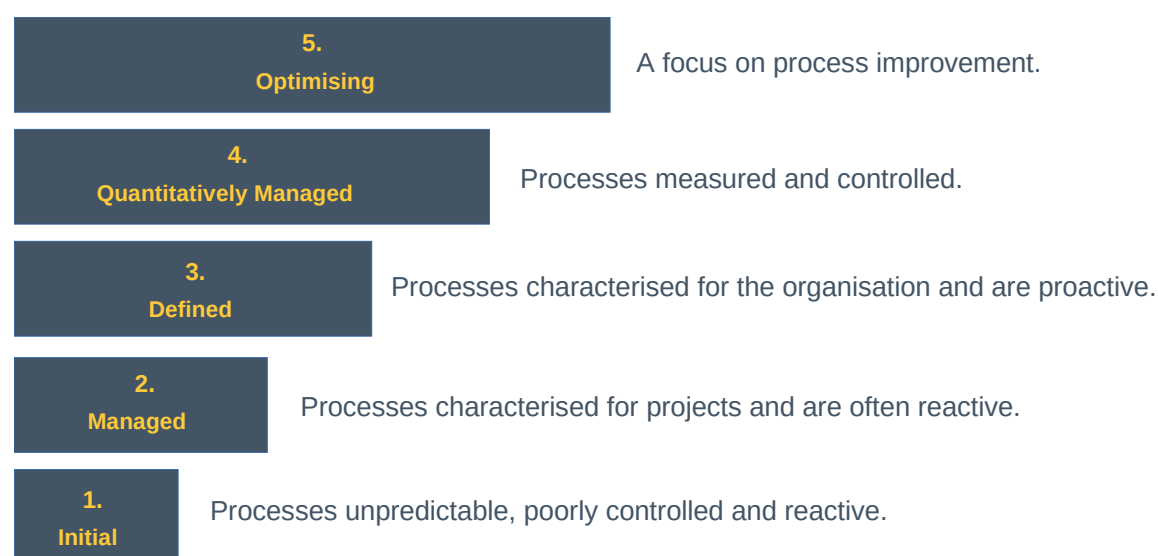 5.
Optimising
A focus on process improvement.
4.
Quantitatively Managed
Processes measured and controlled.
3.
Defined
Processes characterised for the organisation and are proactive.
2.
Managed
Processes characterised for projects and are often reactive.
1.
Initial
Processes unpredictable, poorly controlled and reactive.